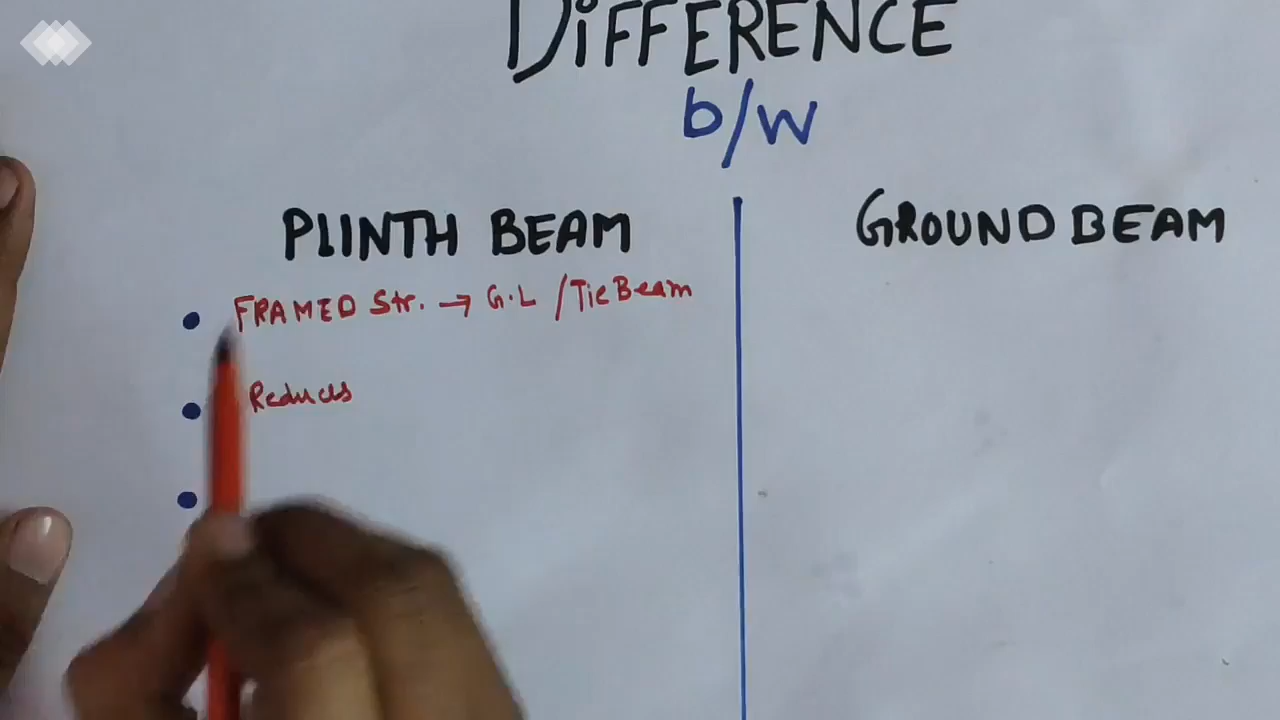 DIFFERENCE
b/w
PLINTH BEAM
GROUND BEAM
FRAMED Str. → G.L / Tie Beam
Reduces